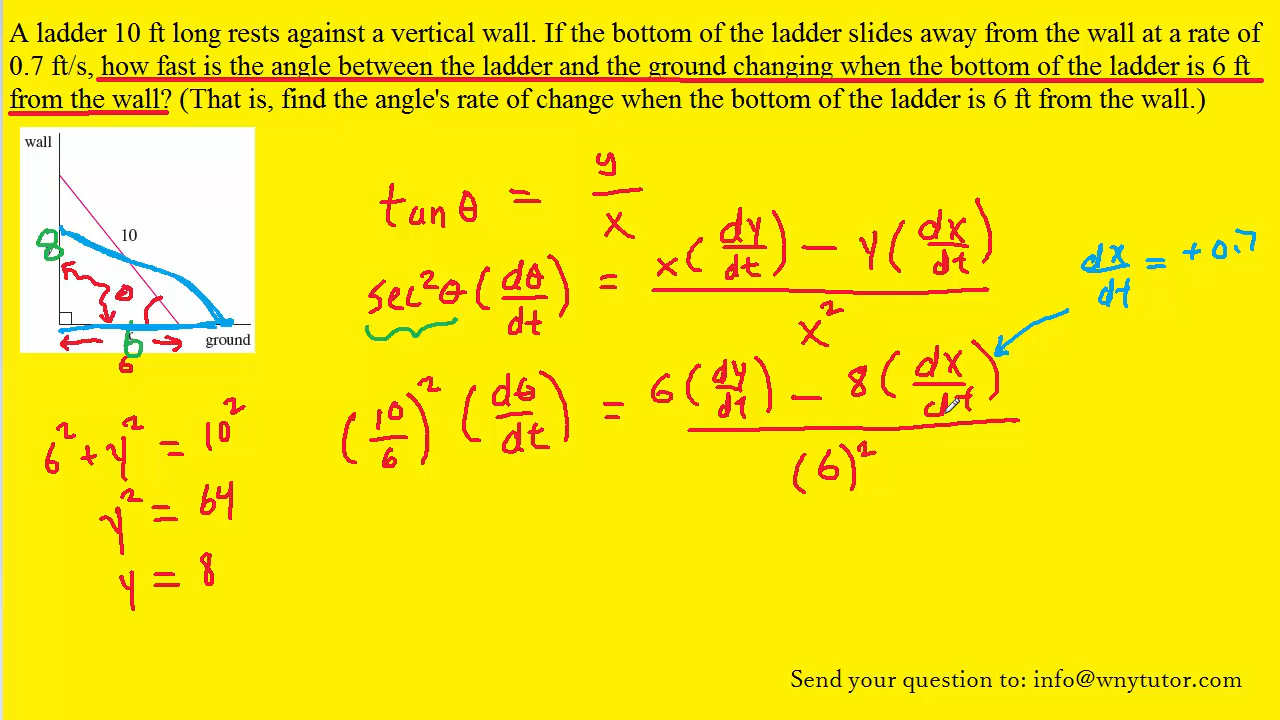 A ladder 10 ft long rests against a vertical wall. If the bottom of the ladder slides away from the wall at a rate of
0.7 ft/s, how fast is the angle between the ladder and the ground changing when the bottom of the ladder is 6 ft
from the wall? (That is, find the angle's rate of change when the bottom of the ladder is 6 ft from the wall.)
wall
10
8
θ
6
6
ground
tan θ = y/x
sec²θ (dθ/dt) = (x(dy/dt) − y(dx/dt))/x²
dx/dt = +0.7
(10/6)² (dθ/dt) = (6(dy/dt) − 8(dx/dt))/(6)²
6² + y² = 10²
y² = 64
y = 8
Send your question to: info@wnytutor.com